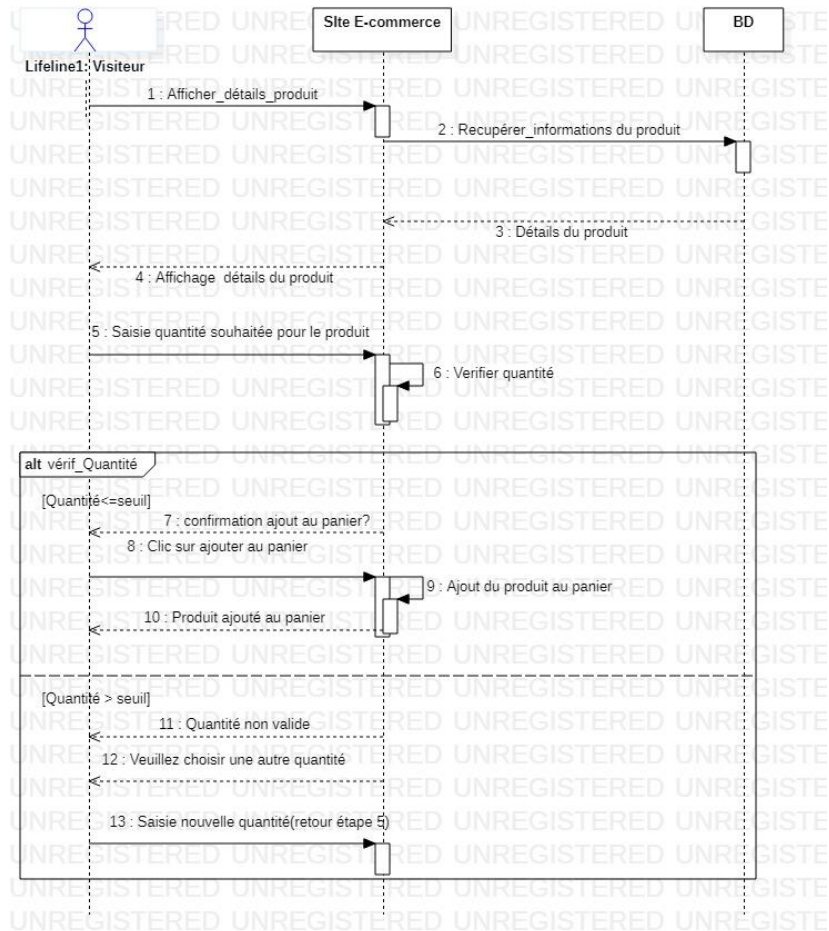 SIte E-commerce
BD
Lifeline1: Visiteur
1 : Afficher_détails_produit
2 : Recupérer_informations du produit
3 : Détails du produit
4 : Affichage détails du produit
5 : Saisie quantité souhaitée pour le produit
6 : Verifier quantité
alt vérif_Quantité
[Quantité<=seuil]
7 : confirmation ajout au panier?
8 : Clic sur ajouter au panier
9 : Ajout du produit au panier
10 : Produit ajouté au panier
[Quantité > seuil]
11 : Quantité non valide
12 : Veuillez choisir une autre quantité
13 : Saisie nouvelle quantité(retour étape 5)
UNREGISTERED